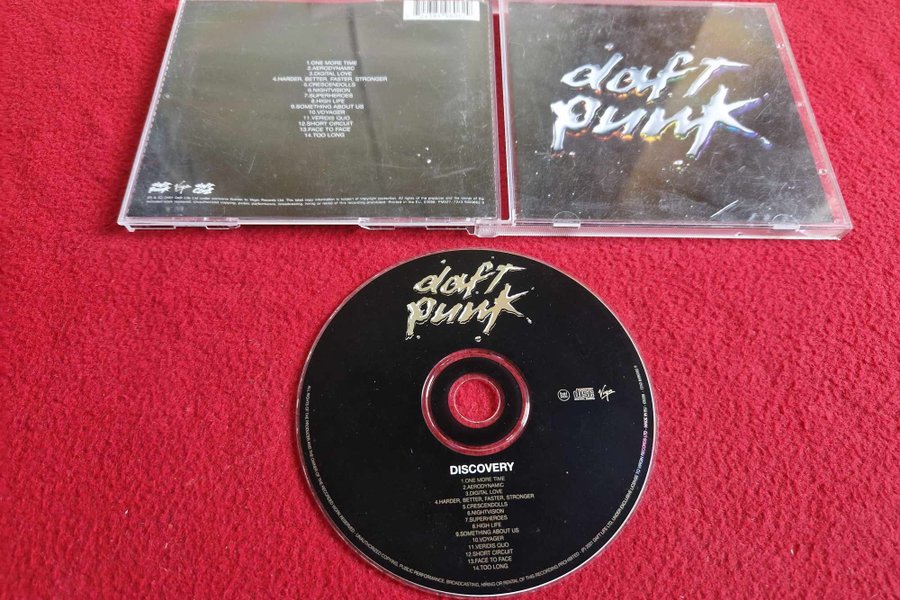 1.ONE MORE TIME
2.AERODYNAMIC
3.DIGITAL LOVE
4.HARDER, BETTER, FASTER, STRONGER
5.CRESCENDOLLS
6.NIGHTVISION
7.SUPERHEROES
8.HIGH LIFE
9.SOMETHING ABOUT US
10.VOYAGER
11.VERIDIS QUO
12.SHORT CIRCUIT
13.FACE TO FACE
14.TOO LONG
Virgin
daft
punk
daft
punk
Virgin
DISCOVERY
1.ONE MORE TIME
2.AERODYNAMIC
3.DIGITAL LOVE
4.HARDER, BETTER, FASTER, STRONGER
5.CRESCENDOLLS
6.NIGHTVISION
7.SUPERHEROES
8.HIGH LIFE
9.SOMETHING ABOUT US
10.VOYAGER
11.VERIDIS QUO
12.SHORT CIRCUIT
13.FACE TO FACE
14.TOO LONG